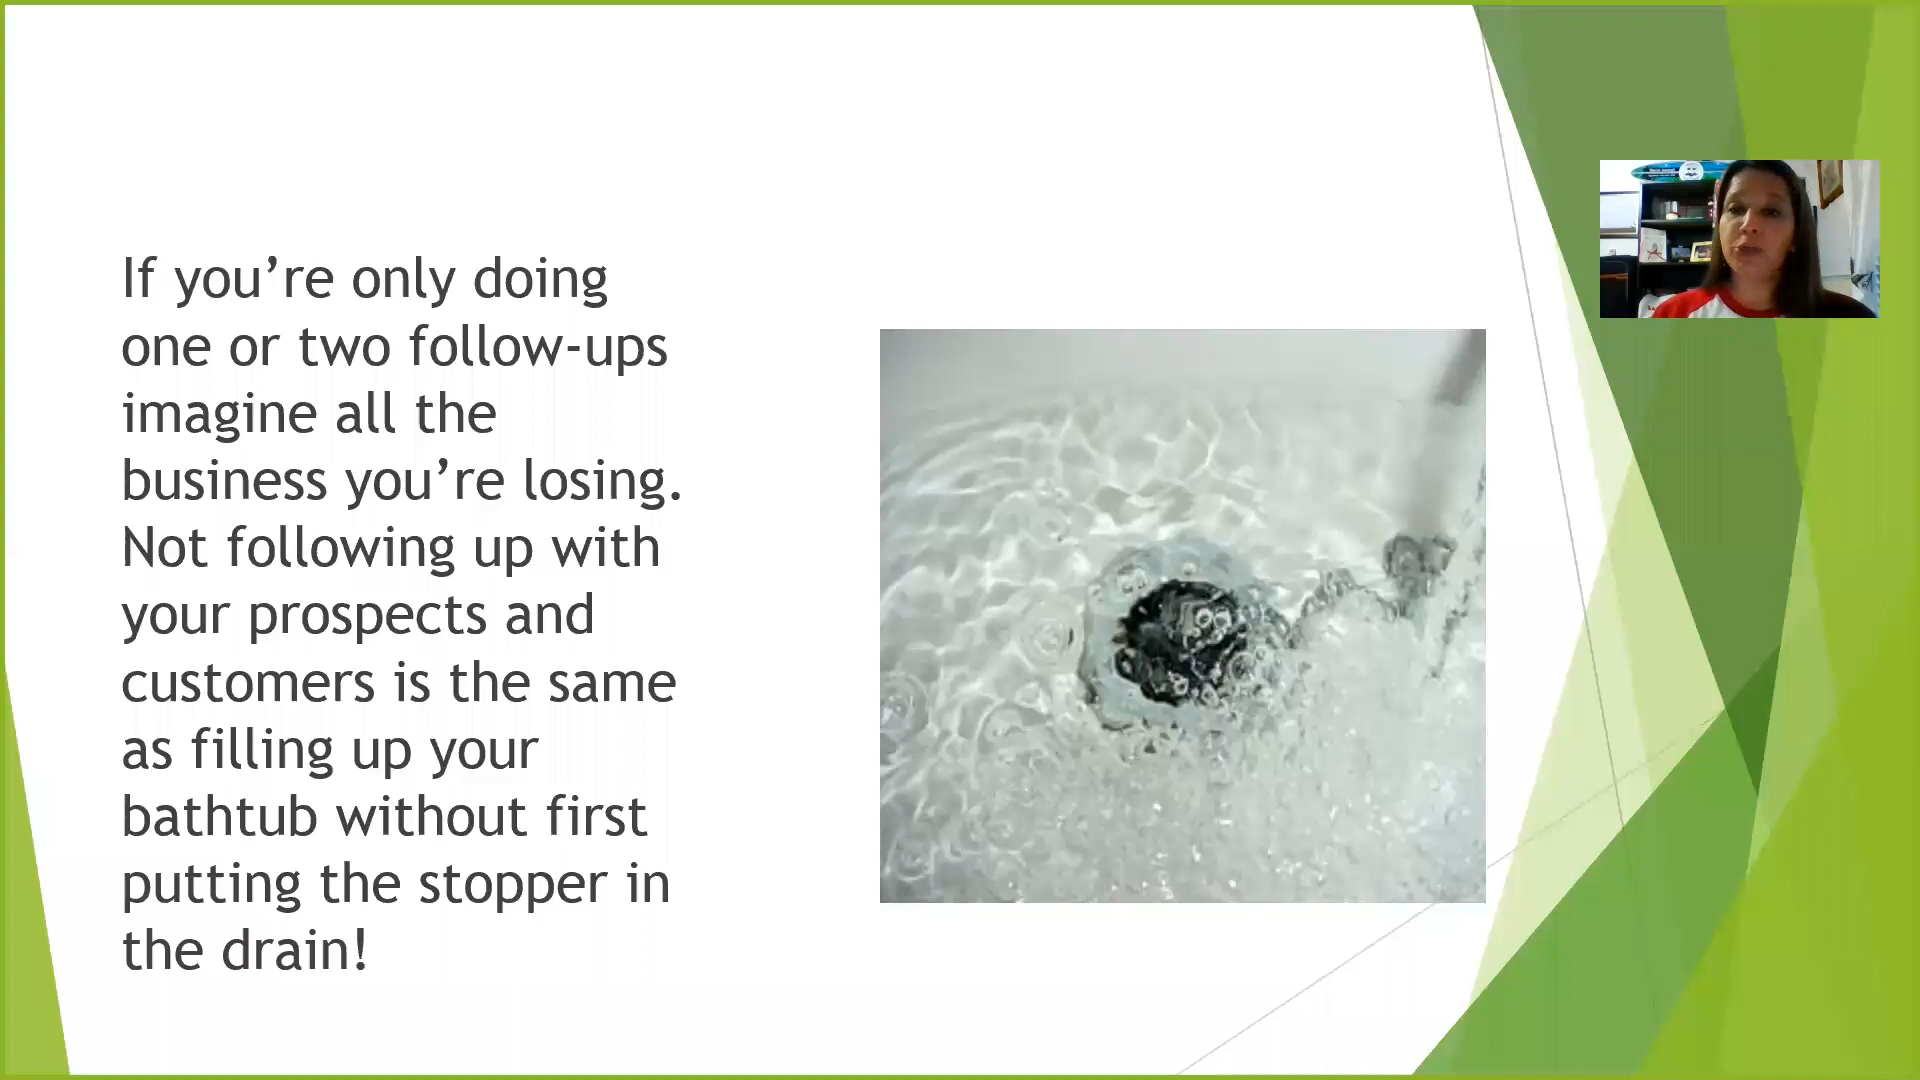 If you’re only doing
one or two follow-ups
imagine all the
business you’re losing.
Not following up with
your prospects and
customers is the same
as filling up your
bathtub without first
putting the stopper in
the drain!